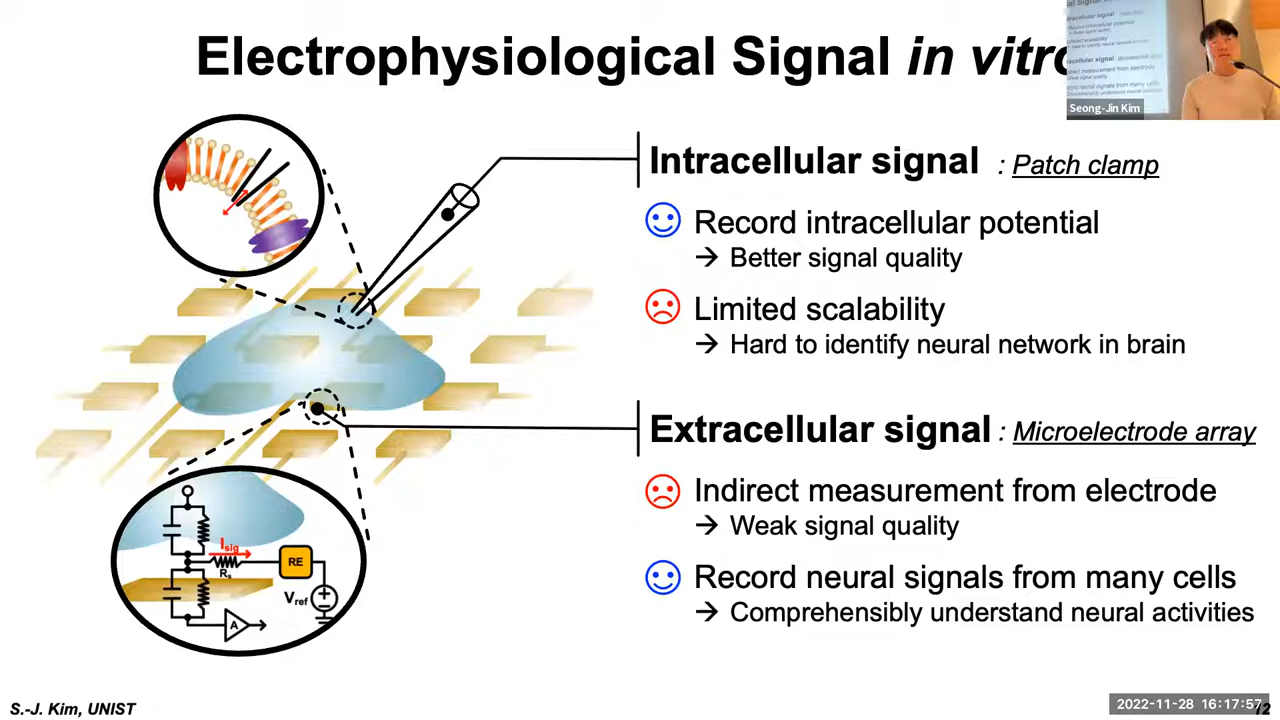 Electrophysiological Signal in vitro
Seong-Jin Kim
Intracellular signal : Patch clamp
Record intracellular potential
→ Better signal quality
Limited scalability
→ Hard to identify neural network in brain
Extracellular signal : Microelectrode array
Indirect measurement from electrode
→ Weak signal quality
Record neural signals from many cells
→ Comprehensibly understand neural activities
Isig
Rs
RE
Vref
A
S.-J. Kim, UNIST
2022-11-28 16:17:57